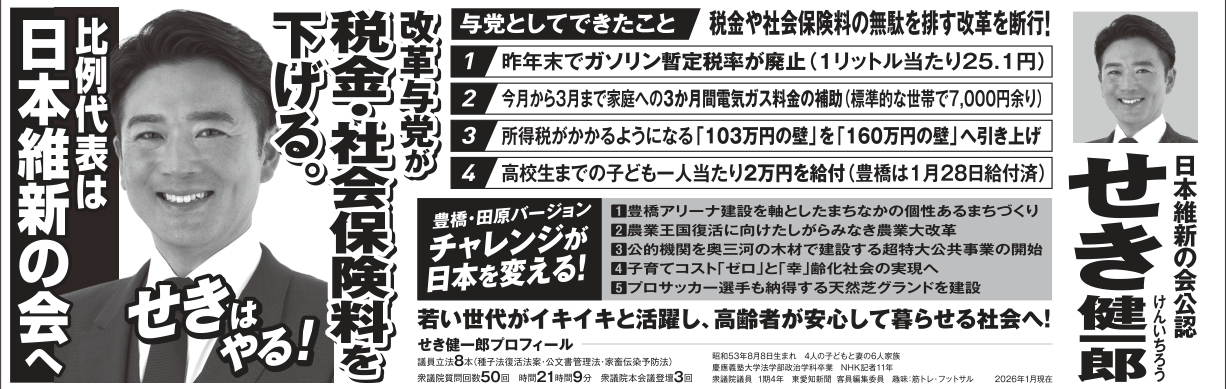 比例代表は
日本維新の会へ
せきは
やる!
改革与党が
税金・社会保険料を
下げる。
与党としてできたこと
税金や社会保険料の無駄を排す改革を断行!
1 昨年末でガソリン暫定税率が廃止(1リットル当たり25.1円)
2 今月から3月まで家庭への3か月間電気ガス料金の補助(標準的な世帯で7,000円余り)
3 所得税がかかるようになる「103万円の壁」を「160万円の壁」へ引き上げ
4 高校生までの子ども一人当たり2万円を給付(豊橋は1月28日給付済)
豊橋・田原バージョン
チャレンジが
日本を変える!
1 豊橋アリーナ建設を軸としたまちなかの個性あるまちづくり
2 農業王国復活に向けたしがらみなき農業大改革
3 公的機関を奥三河の木材で建設する超特大公共事業の開始
4 子育てコスト「ゼロ」と「幸」齢化社会の実現へ
5 プロサッカー選手も納得する天然芝グランドを建設
若い世代がイキイキと活躍し、高齢者が安心して暮らせる社会へ!
せき健一郎プロフィール
議員立法8本(種子法復活法案・公文書管理法・家畜伝染予防法)
衆議院質問回数50回 時間21時間9分 衆議院本会議登壇3回
昭和53年8月8日生まれ 4人の子どもと妻の6人家族
慶應義塾大学法学部政治学科卒業 NHK記者11年
衆議院議員 1期4年 東愛知新聞 客員編集委員 趣味:筋トレ・フットサル 2026年1月現在
日本維新の会公認
せき健一郎
けんいちろう